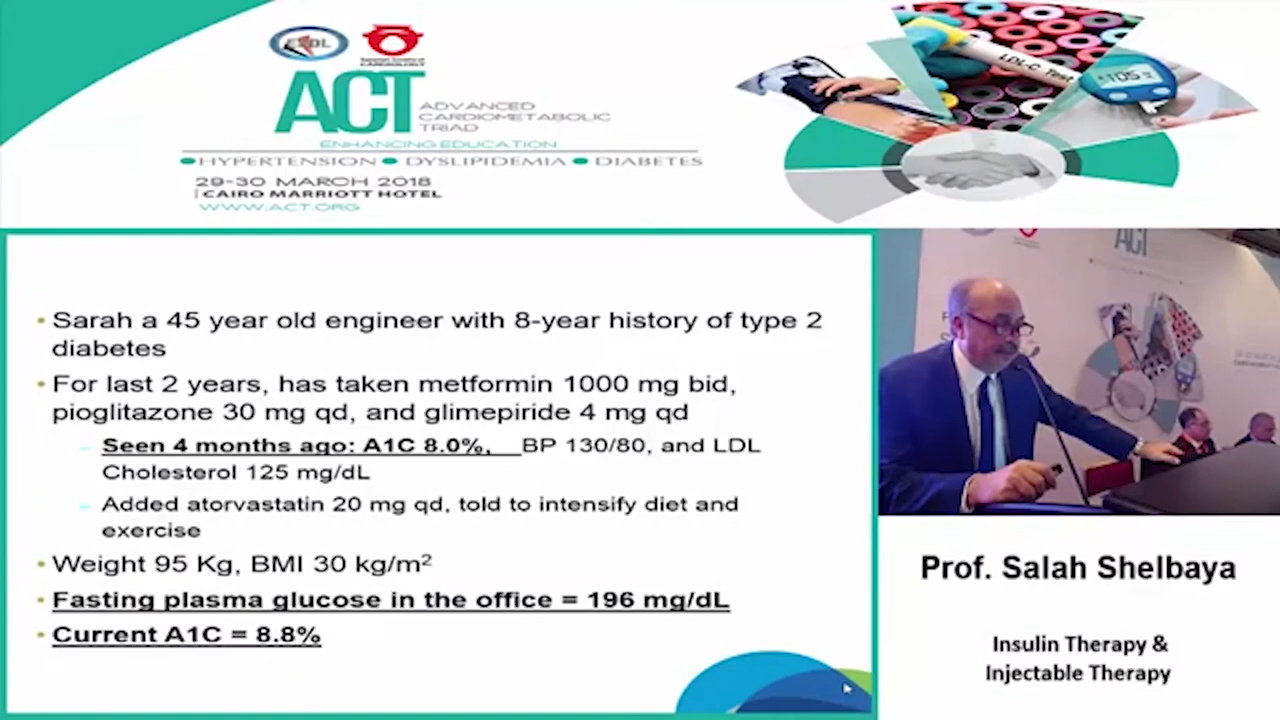 ACT
ADVANCED
CARDIOMETABOLIC
TRIAD
ENHANCING EDUCATION
●HYPERTENSION ● DYSLIPIDEMIA ● DIABETES
29-30 MARCH 2018
| CAIRO MARRIOTT HOTEL
WWW.ACT.ORG
LDL-C Test
105
• Sarah a 45 year old engineer with 8-year history of type 2
diabetes
• For last 2 years, has taken metformin 1000 mg bid,
pioglitazone 30 mg qd, and glimepiride 4 mg qd
– Seen 4 months ago: A1C 8.0%, BP 130/80, and LDL
Cholesterol 125 mg/dL
– Added atorvastatin 20 mg qd, told to intensify diet and
exercise
• Weight 95 Kg, BMI 30 kg/m²
• Fasting plasma glucose in the office = 196 mg/dL
• Current A1C = 8.8%
ACT
Prof. Salah Shelbaya
Insulin Therapy &
Injectable Therapy